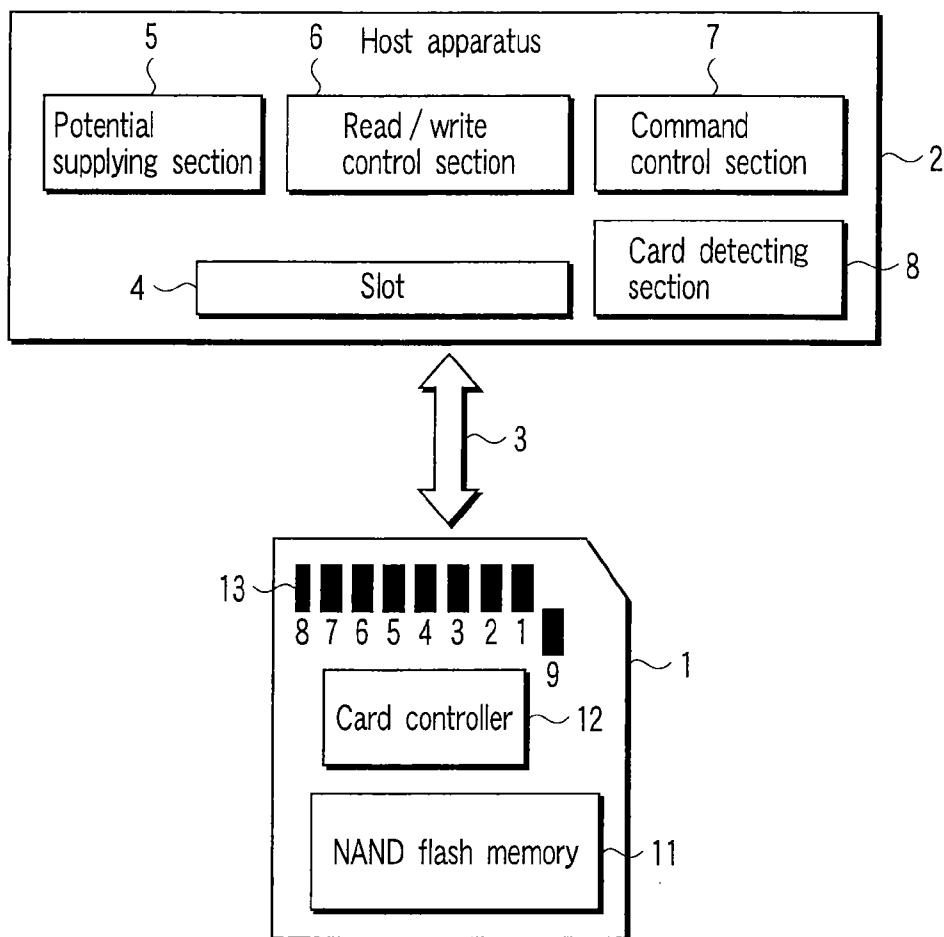 5 6 Host apparatus 7
Potential
supplying section
Read / write
control section
Command
control section
2
4 Slot
Card detecting
section
8
3
13
8 7 6 5 4 3 2 1
9
1
Card controller 12
NAND flash memory 11